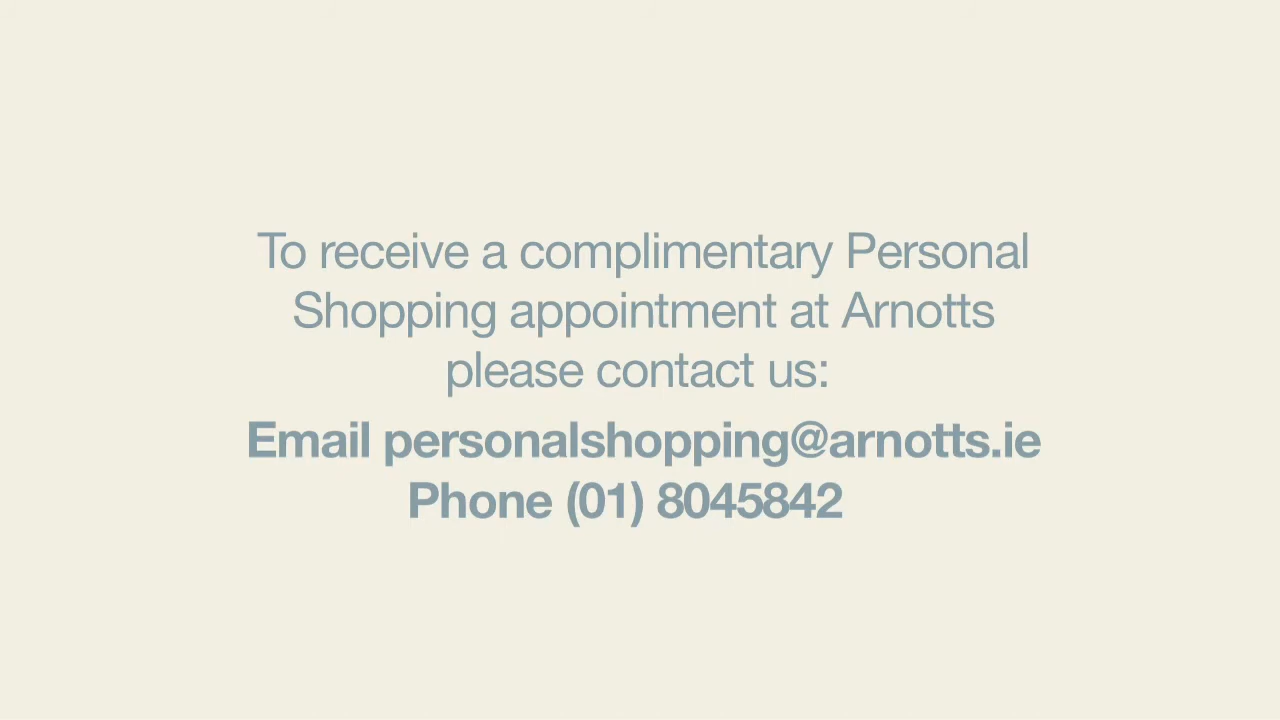 To receive a complimentary Personal
Shopping appointment at Arnotts
please contact us:
Email personalshopping@arnotts.ie
Phone (01) 8045842